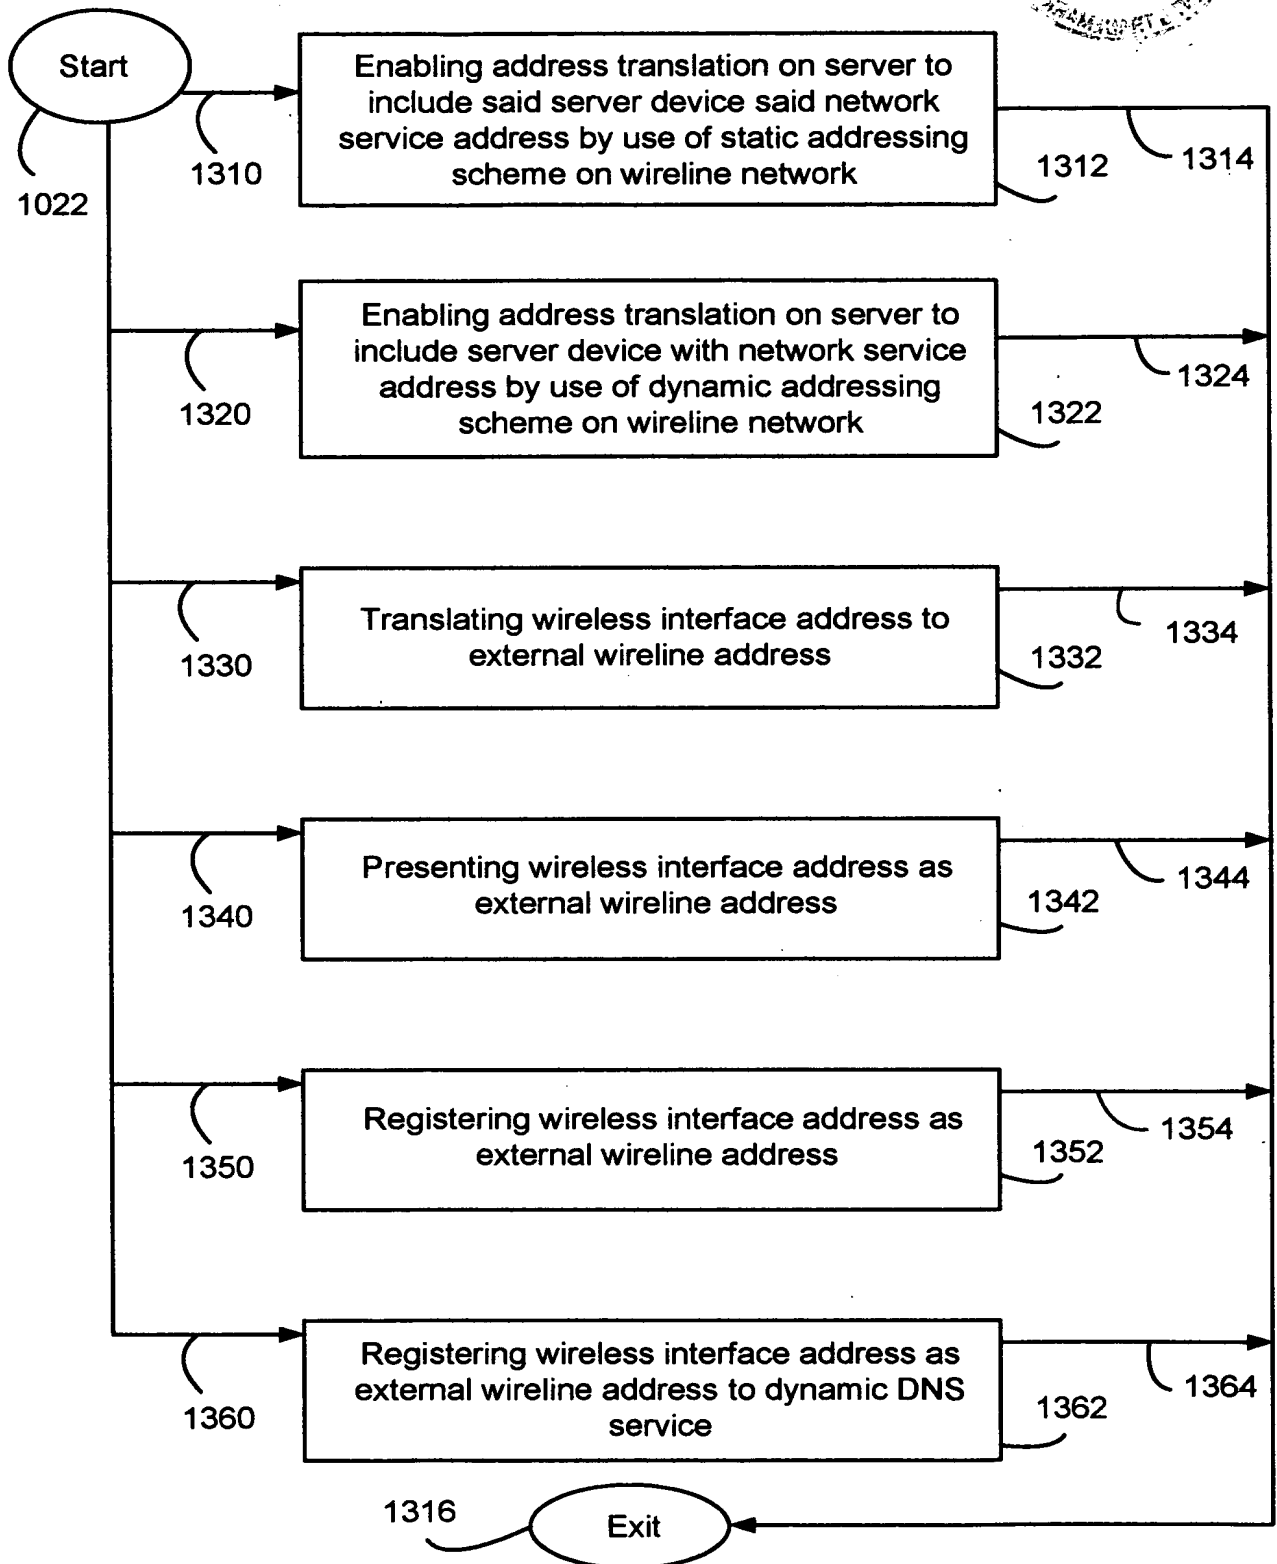 Start
1022
1310
Enabling address translation on server to
include said server device said network
service address by use of static addressing
scheme on wireline network
1312
1314
1320
Enabling address translation on server to
include server device with network service
address by use of dynamic addressing
scheme on wireline network
1322
1324
1330
Translating wireless interface address to
external wireline address
1332
1334
1340
Presenting wireless interface address as
external wireline address
1342
1344
1350
Registering wireless interface address as
external wireline address
1352
1354
1360
Registering wireless interface address as
external wireline address to dynamic DNS
service
1362
1364
1316
Exit